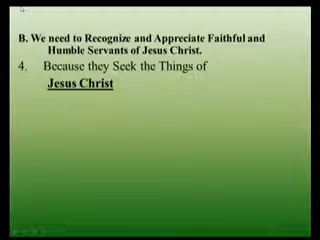 B. We need to Recognize and Appreciate Faithful and
Humble Servants of Jesus Christ.
4. Because they Seek the Things of
Jesus Christ